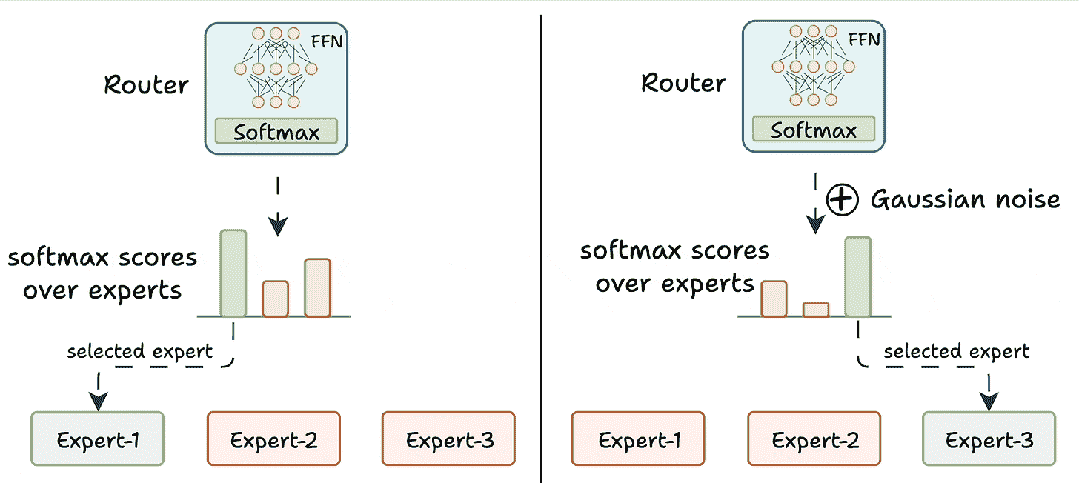 FFN
Router
Softmax
softmax scores
over experts
selected expert
Expert-1
Expert-2
Expert-3
FFN
Router
Softmax
+ Gaussian noise
softmax scores
over experts
selected expert
Expert-1
Expert-2
Expert-3